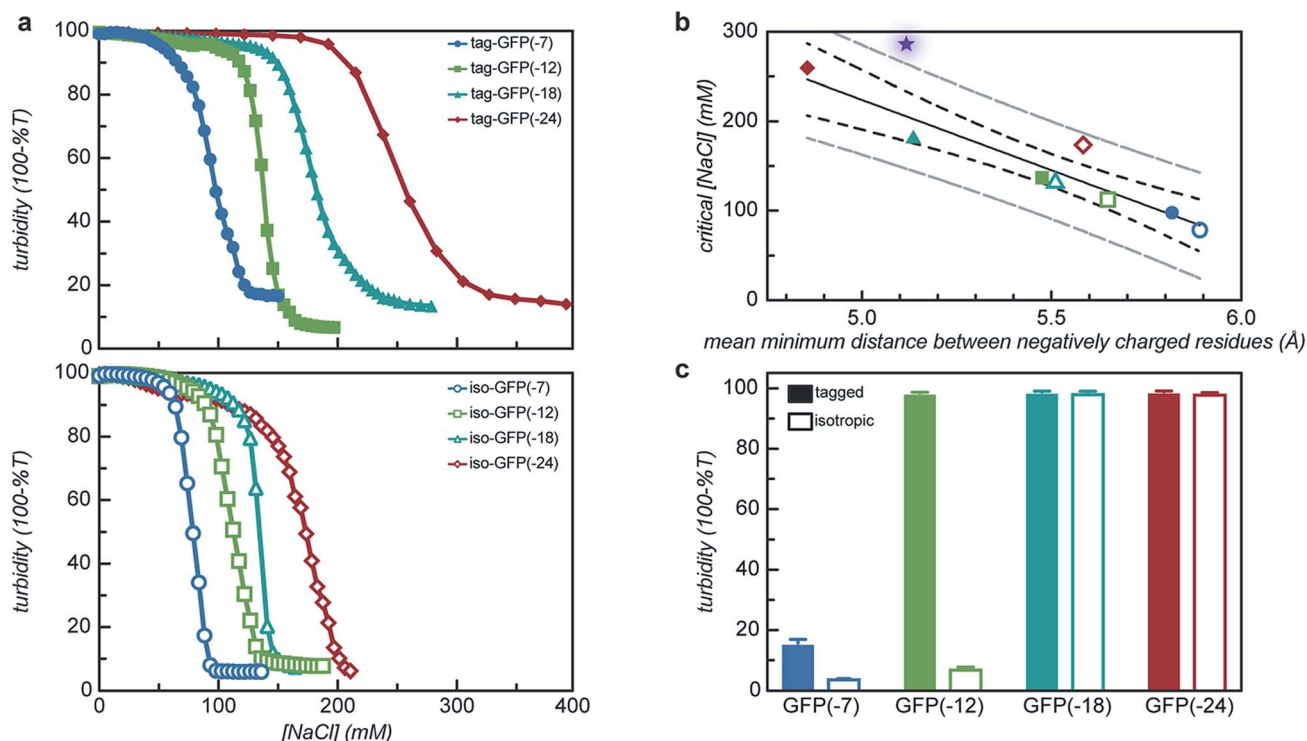 a
100
80
60
40
20
0
turbidity (100-%T)
tag-GFP(-7)
tag-GFP(-12)
tag-GFP(-18)
tag-GFP(-24)
100
80
60
40
20
0
turbidity (100-%T)
iso-GFP(-7)
iso-GFP(-12)
iso-GFP(-18)
iso-GFP(-24)
0
100
200
300
400
[NaCl] (mM)
b
300
200
100
0
critical [NaCl] (mM)
5.0
5.5
6.0
mean minimum distance between negatively charged residues (Å)
c
100
80
60
40
20
0
turbidity (100-%T)
tagged
isotropic
GFP(-7)
GFP(-12)
GFP(-18)
GFP(-24)